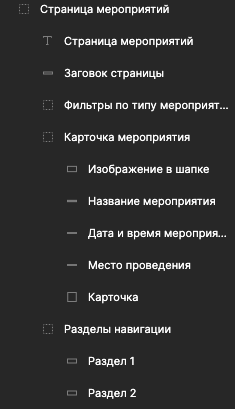 Страница мероприятий
Страница мероприятий
Заговок страницы
Фильтры по типу мероприят...
Карточка мероприятия
Изображение в шапке
Название мероприятия
Дата и время мероприя...
Место проведения
Карточка
Разделы навигации
Раздел 1
Раздел 2